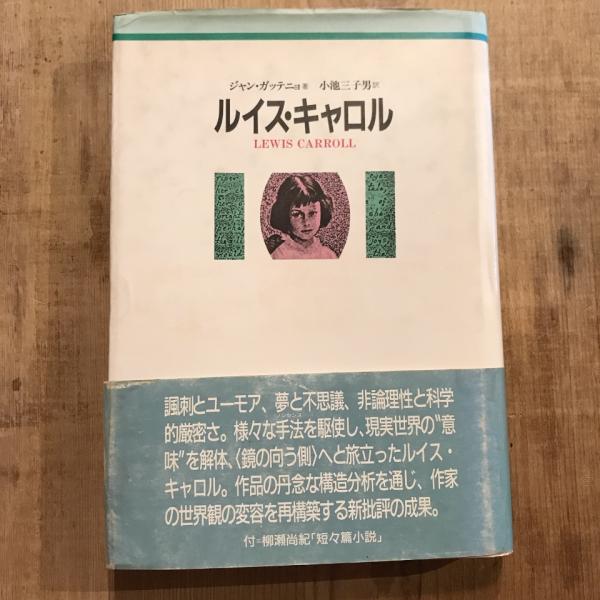 ジャン・ガッテニョ著 小池三子男訳
ルイス・キャロル
LEWIS CARROLL
諷刺とユーモア、夢と不思議、非論理性と科学
的厳密さ。様々な手法を駆使し、現実世界の〝意
味〟を解体、〈鏡の向う側〉へと旅立ったルイス・
キャロル。作品の丹念な構造分析を通じ、作家
の世界観の変容を再構築する新批評の成果。
付=柳瀬尚紀「短々篇小説」